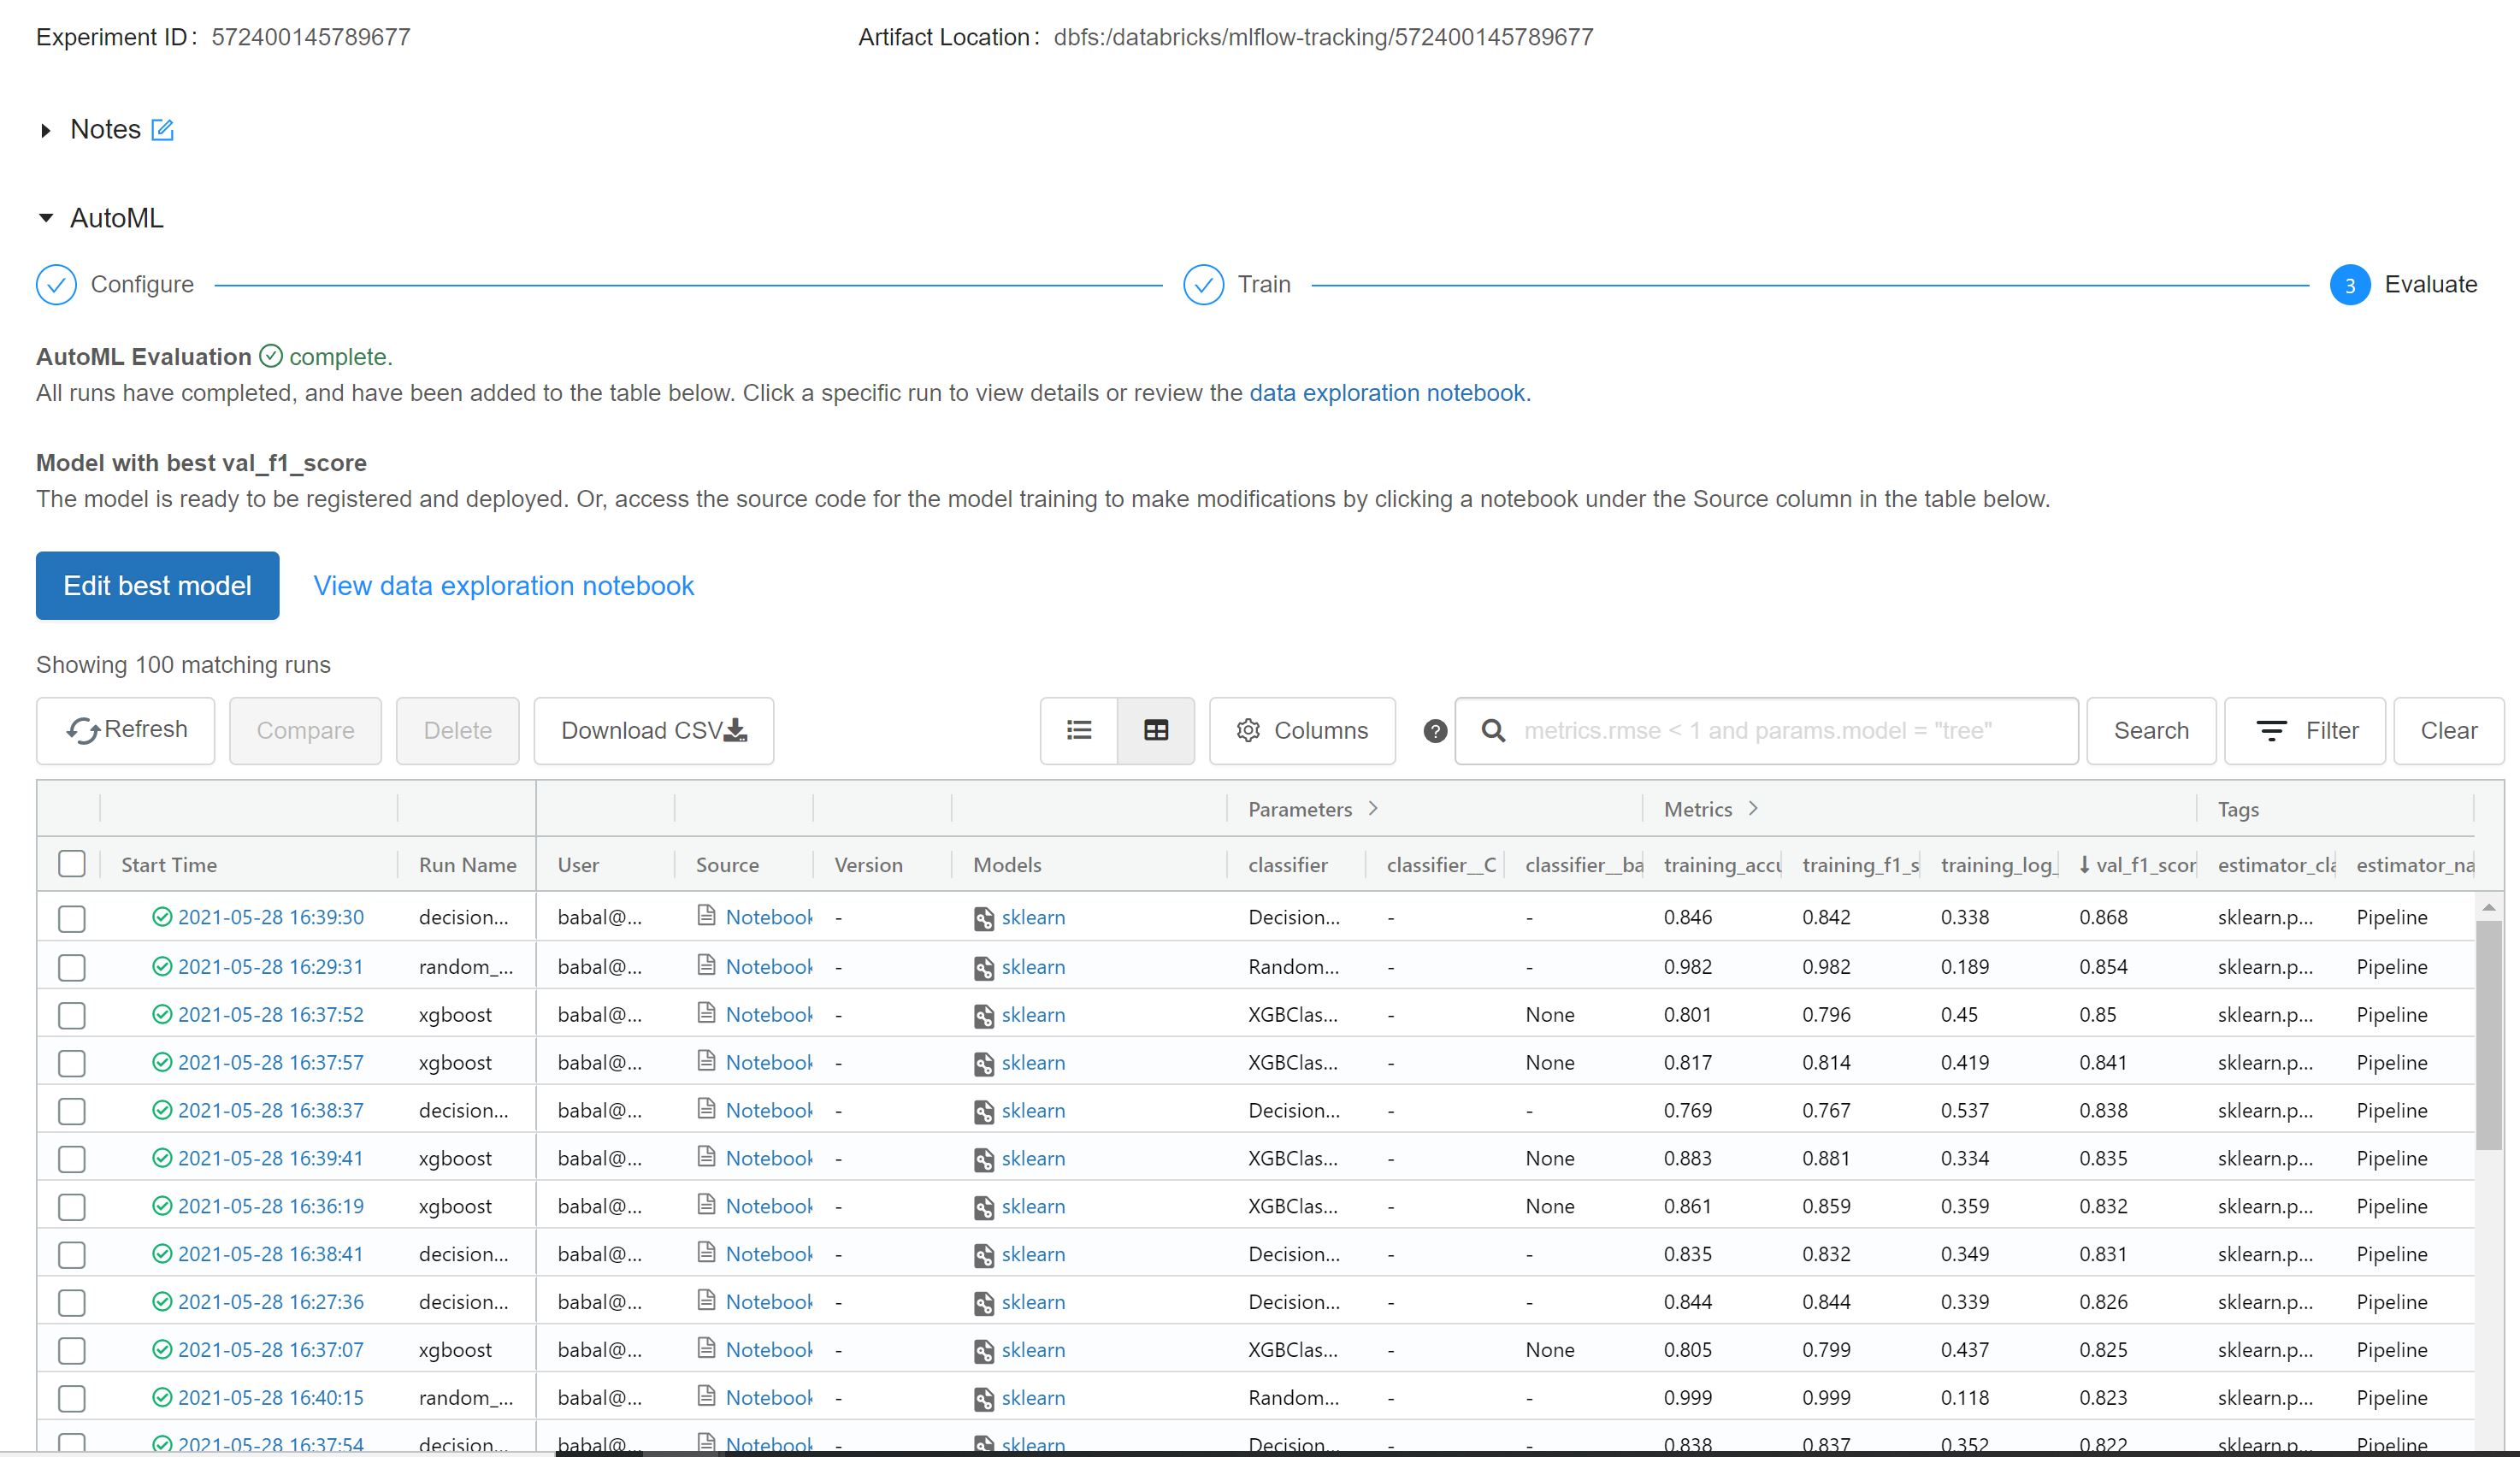 Experiment ID: 572400145789677 Artifact Location: dbfs:/databricks/mlflow-tracking/572400145789677
Notes
AutoML
Configure Train 3 Evaluate
AutoML Evaluation complete.
All runs have completed, and have been added to the table below. Click a specific run to view details or review the data exploration notebook.
Model with best val_f1_score
The model is ready to be registered and deployed. Or, access the source code for the model training to make modifications by clicking a notebook under the Source column in the table below.
Edit best model View data exploration notebook
Showing 100 matching runs
Refresh Compare Delete Download CSV Columns ? metrics.rmse < 1 and params.model = "tree" Search Filter Clear
Parameters > Metrics > Tags
Start Time Run Name User Source Version Models classifier classifier__C classifier__ba training_accu training_f1_s training_log_ ↓ val_f1_scor estimator_cla estimator_na
2021-05-28 16:39:30 decision... babal@... Notebook - sklearn Decision... - - 0.846 0.842 0.338 0.868 sklearn.p... Pipeline
2021-05-28 16:29:31 random_... babal@... Notebook - sklearn Random... - - 0.982 0.982 0.189 0.854 sklearn.p... Pipeline
2021-05-28 16:37:52 xgboost babal@... Notebook - sklearn XGBClas... - None 0.801 0.796 0.45 0.85 sklearn.p... Pipeline
2021-05-28 16:37:57 xgboost babal@... Notebook - sklearn XGBClas... - None 0.817 0.814 0.419 0.841 sklearn.p... Pipeline
2021-05-28 16:38:37 decision... babal@... Notebook - sklearn Decision... - - 0.769 0.767 0.537 0.838 sklearn.p... Pipeline
2021-05-28 16:39:41 xgboost babal@... Notebook - sklearn XGBClas... - None 0.883 0.881 0.334 0.835 sklearn.p... Pipeline
2021-05-28 16:36:19 xgboost babal@... Notebook - sklearn XGBClas... - None 0.861 0.859 0.359 0.832 sklearn.p... Pipeline
2021-05-28 16:38:41 decision... babal@... Notebook - sklearn Decision... - - 0.835 0.832 0.349 0.831 sklearn.p... Pipeline
2021-05-28 16:27:36 decision... babal@... Notebook - sklearn Decision... - - 0.844 0.844 0.339 0.826 sklearn.p... Pipeline
2021-05-28 16:37:07 xgboost babal@... Notebook - sklearn XGBClas... - None 0.805 0.799 0.437 0.825 sklearn.p... Pipeline
2021-05-28 16:40:15 random_... babal@... Notebook - sklearn Random... - - 0.999 0.999 0.118 0.823 sklearn.p... Pipeline
2021-05-28 16:37:54 decision... babal@... Notebook - sklearn Decision... - - 0.838 0.837 0.352 0.822 sklearn.p... Pipeline